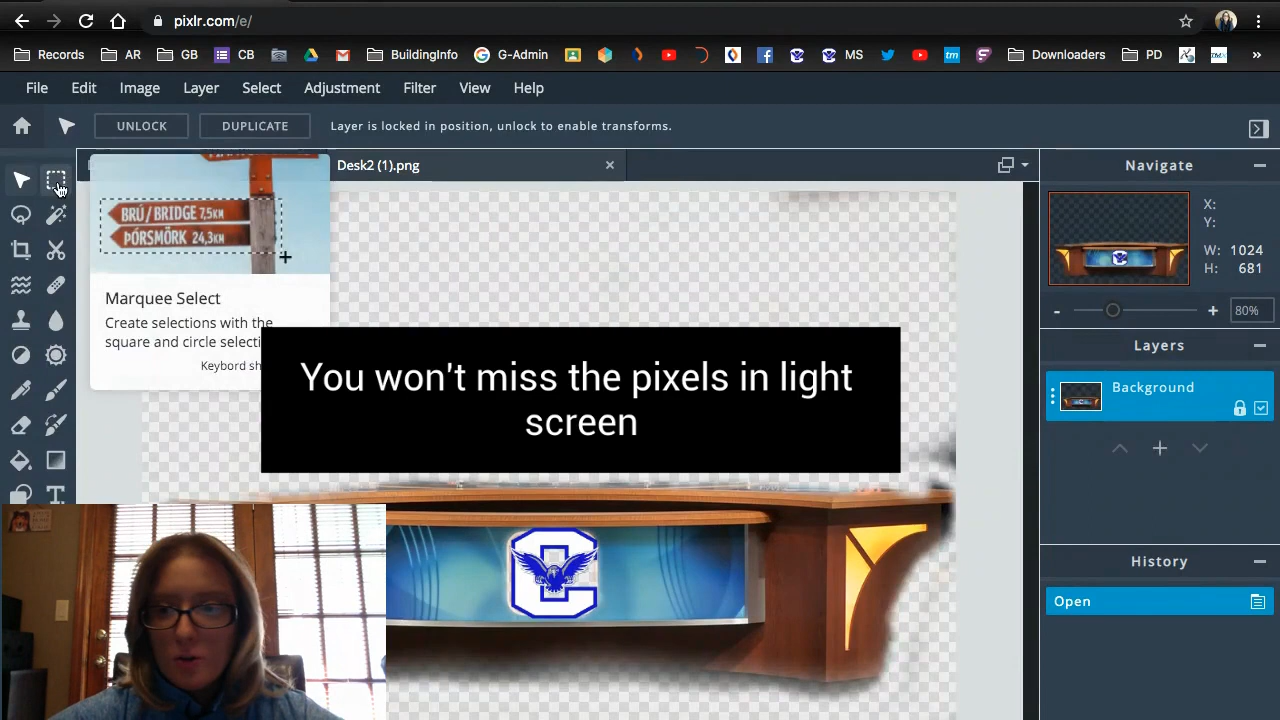 pixlr.com/e/
Records AR GB CB BuildingInfo G-Admin MS tm Downloaders PD »
File Edit Image Layer Select Adjustment Filter View Help
UNLOCK DUPLICATE Layer is locked in position, unlock to enable transforms.
Desk2 (1).png ×
BRÚ/BRIDGE 7,5KM
ÞÓRSMÖRK 24,3KM
Marquee Select
Create selections with the
square and circle selecti
Keybord sh
You won't miss the pixels in light
screen
C
T
Navigate
X:
Y:
W: 1024
H: 681
- + 80%
Layers
Background
History
Open